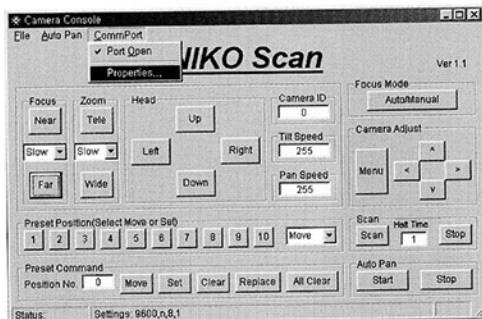 Camera Console
File Auto Pan CommPort
Port Open
Properties...
NIKO Scan
Ver 1.1
Focus Zoom Head Camera ID Focus Mode
Near Tele Up 0 Auto/Manual
Tilt Speed Camera Adjust
Slow Slow Left Right 255 Menu < ^ >
Pan Speed v
Far Wide Down 255
Preset Position(Select Move or Set) Scan Halt Time
1 2 3 4 5 6 7 8 9 10 Move Scan 1 Stop
Preset Command Auto Pan
Position No. 0 Move Set Clear Replace All Clear Start Stop
Status: Settings: 9600,n,8,1